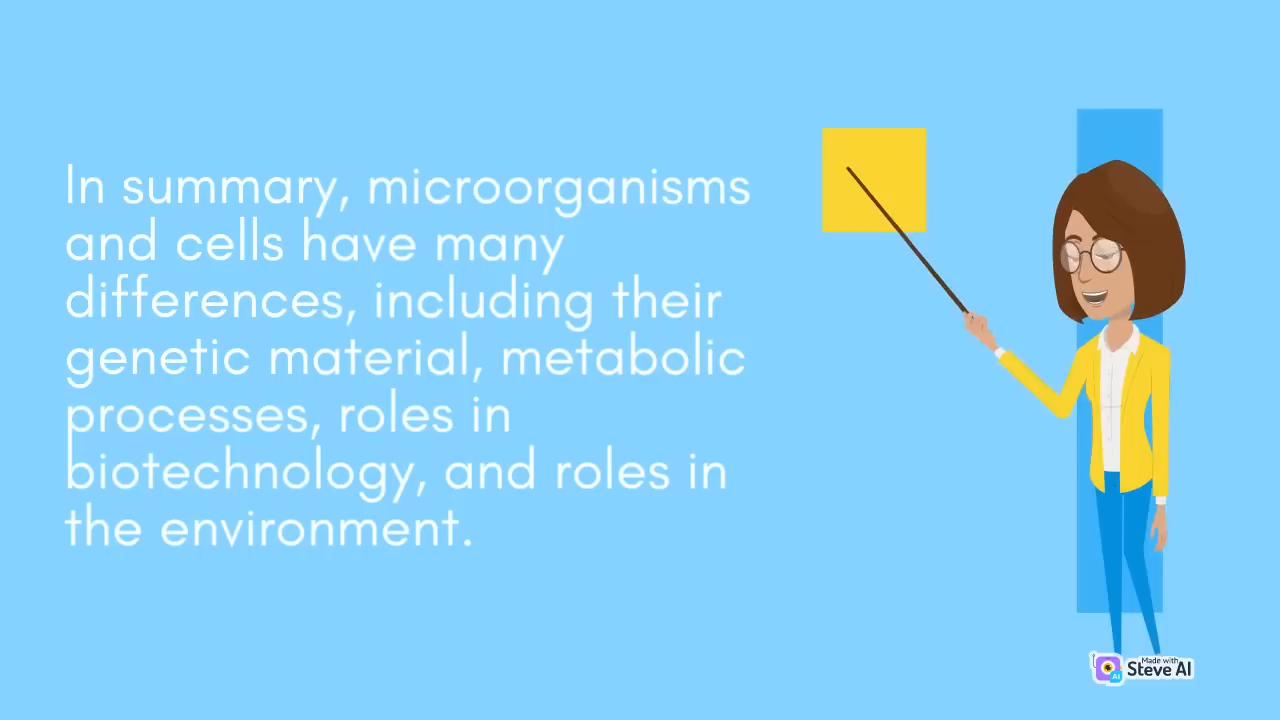 In summary, microorganisms
and cells have many
differences, including their
genetic material, metabolic
processes, roles in
biotechnology, and roles in
the environment.
Made with
Steve AI
AI